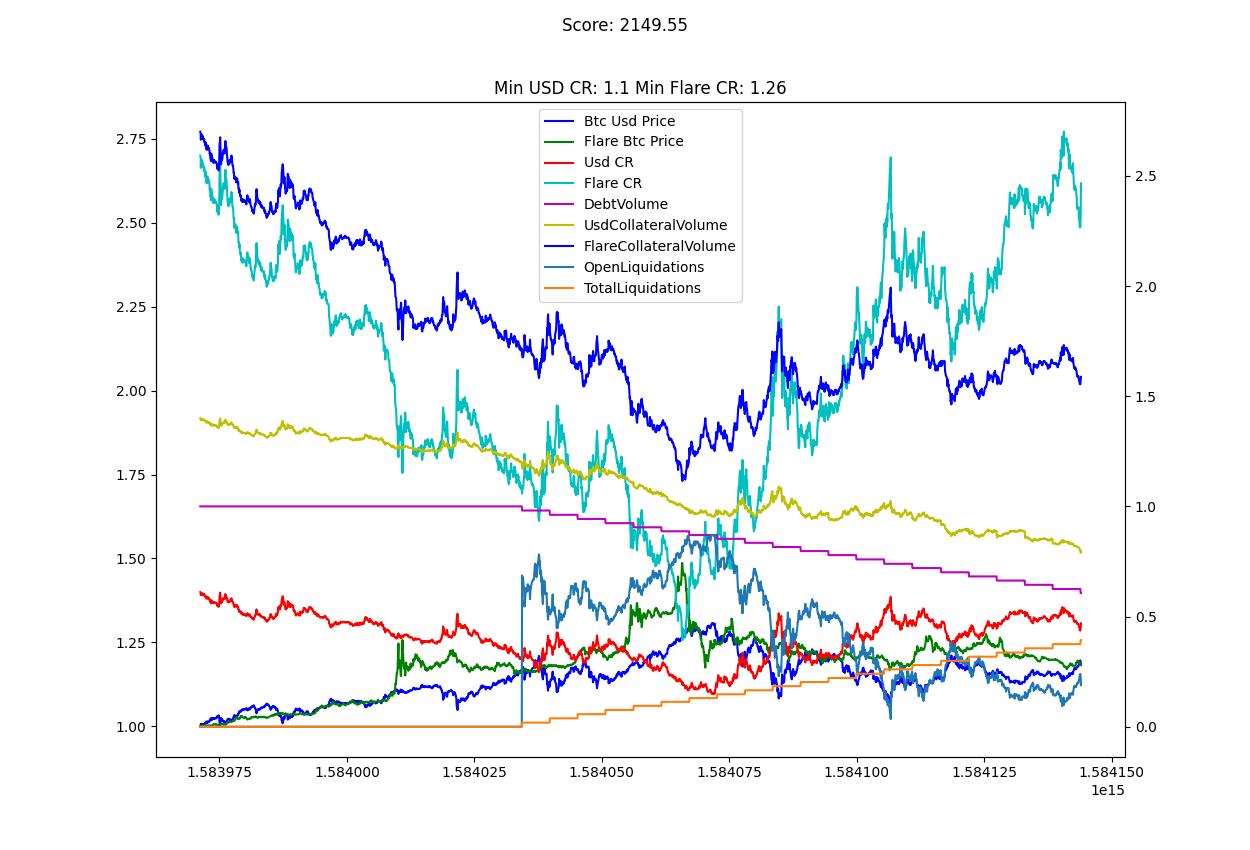 Score: 2149.55
Min USD CR: 1.1 Min Flare CR: 1.26
Btc Usd Price
Flare Btc Price
Usd CR
Flare CR
DebtVolume
UsdCollateralVolume
FlareCollateralVolume
OpenLiquidations
TotalLiquidations
2.75
2.50
2.25
2.00
1.75
1.50
1.25
1.00
2.5
2.0
1.5
1.0
0.5
0.0
1.583975 1.584000 1.584025 1.584050 1.584075 1.584100 1.584125 1.584150
1e15